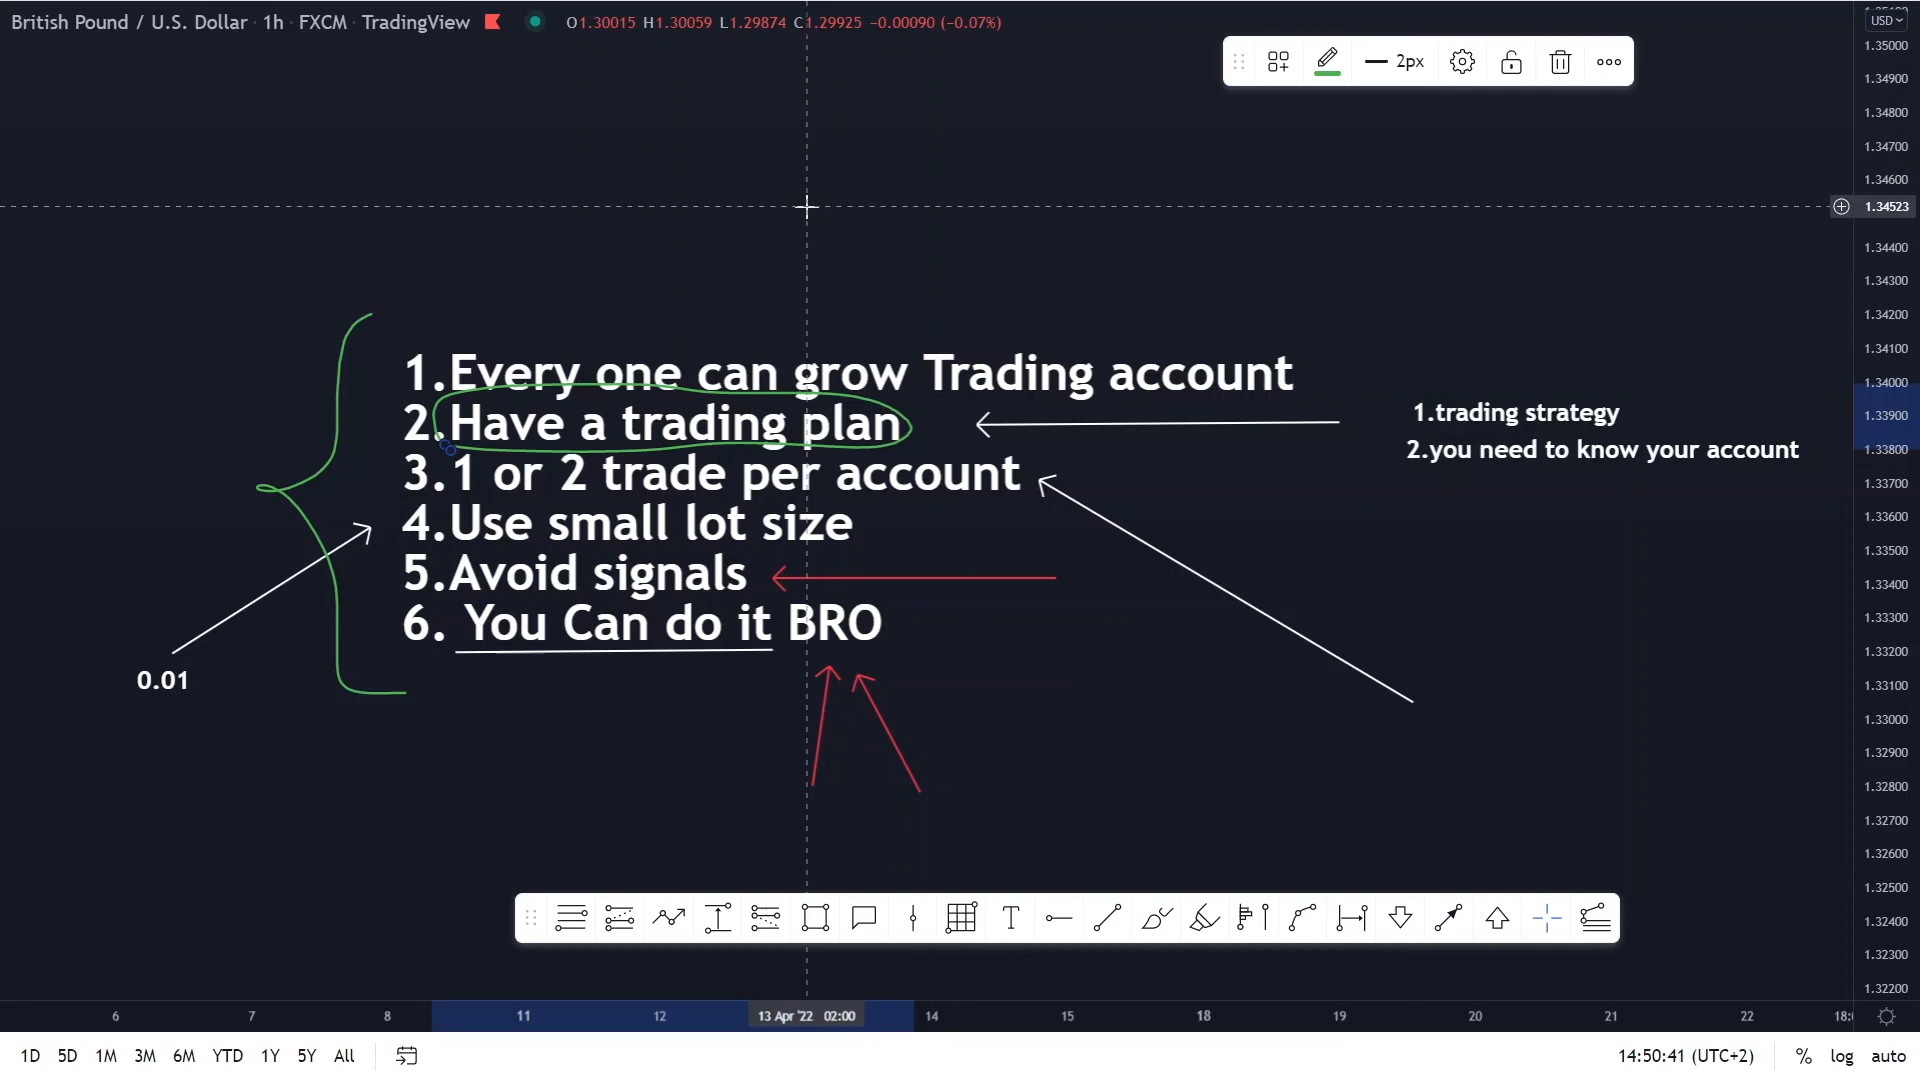 British Pound / U.S. Dollar · 1h · FXCM · TradingView O1.30015 H1.30059 L1.29874 C1.29925 −0.00090 (−0.07%)
USD
2px
1.35000
1.34900
1.34800
1.34700
1.34600
1.34523
1.34400
1.34300
1.34200
1.34100
1.34000
1.33900
1.33800
1.33700
1.33600
1.33500
1.33400
1.33300
1.33200
1.33100
1.33000
1.32900
1.32800
1.32700
1.32600
1.32500
1.32400
1.32300
1.32200
1.Every one can grow Trading account
2.Have a trading plan
3.1 or 2 trade per account
4.Use small lot size
5.Avoid signals
6. You Can do it BRO
1.trading strategy
2.you need to know your account
0.01
6 7 8 11 12 13 Apr '22 02:00 14 15 18 19 20 21 22 18:
1D 5D 1M 3M 6M YTD 1Y 5Y All 14:50:41 (UTC+2) % log auto